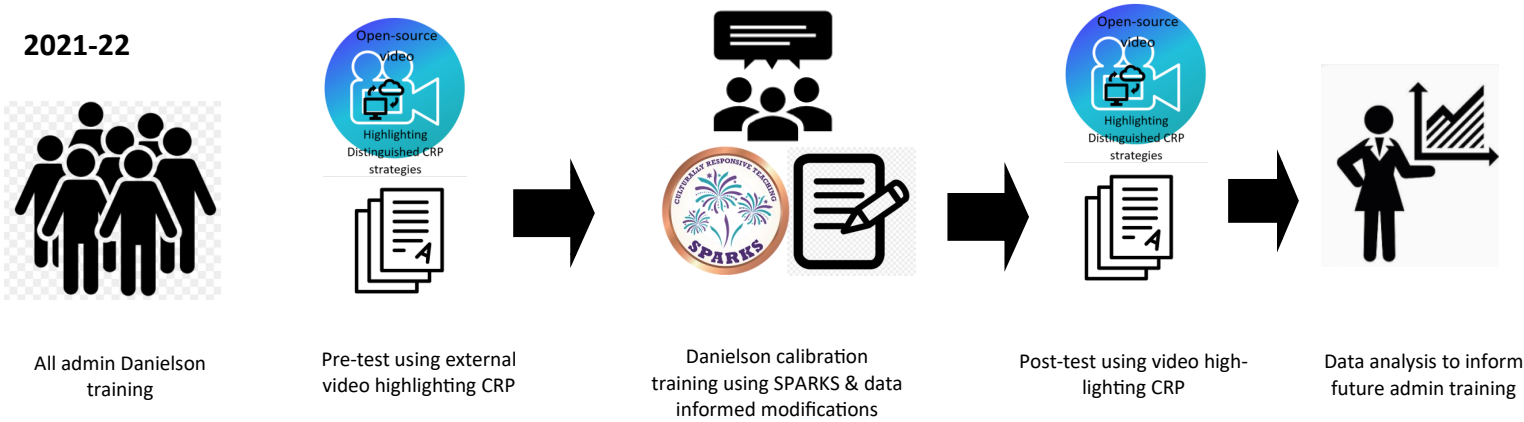 2021-22
Open-source
video
Highlighting
Distinguished CRP
strategies
CULTURALLY RESPONSIVE TEACHING
SPARKS
Open-source
video
Highlighting
Distinguished CRP
strategies
A
A
All admin Danielson
training
Pre-test using external
video highlighting CRP
Danielson calibration
training using SPARKS & data
informed modifications
Post-test using video high-
lighting CRP
Data analysis to inform
future admin training